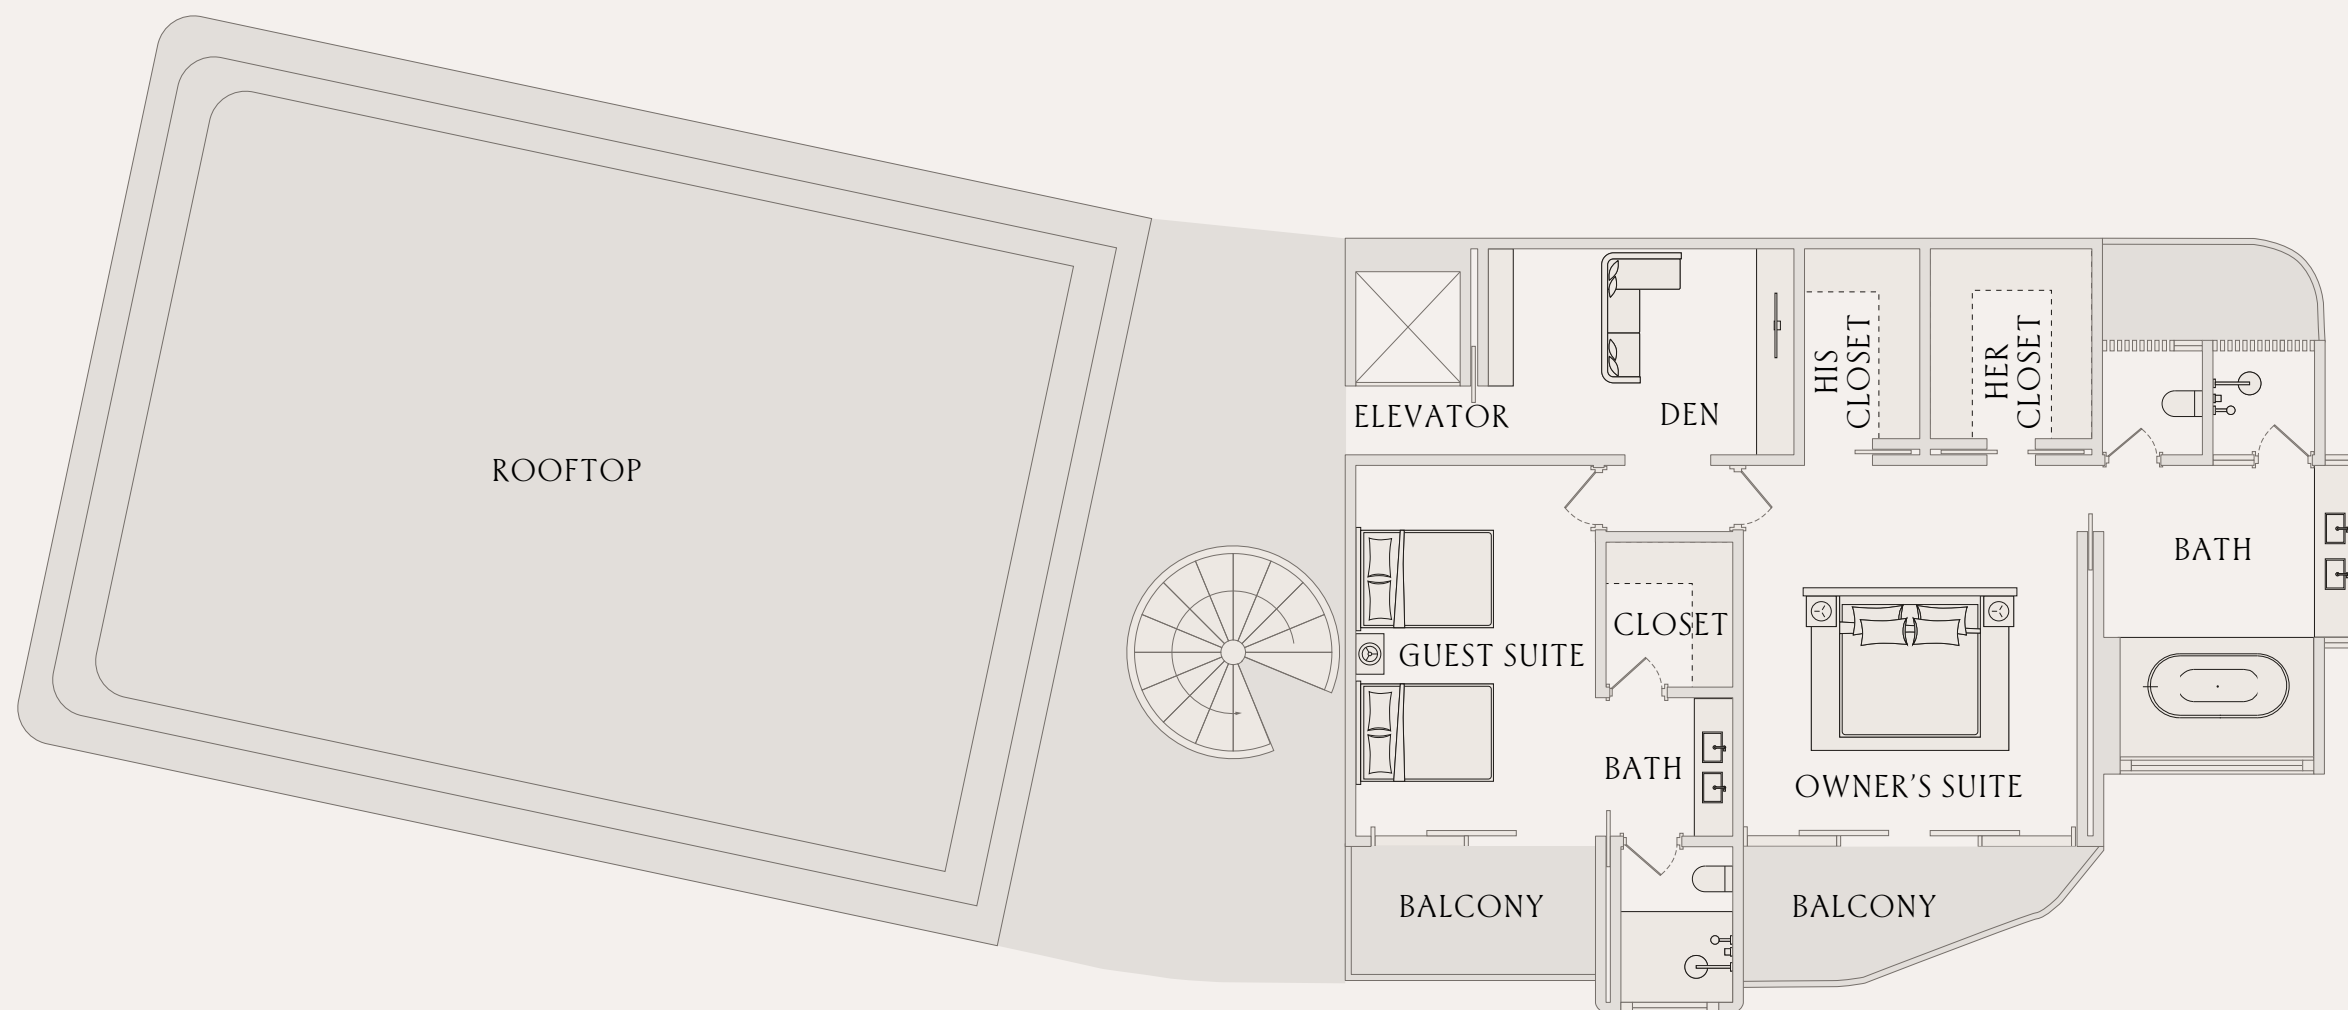 HIS
CLOSET
HER
CLOSET
ELEVATOR
DEN
ROOFTOP
BATH
CLOSET
GUEST SUITE
BATH
OWNER’S SUITE
BALCONY
BALCONY